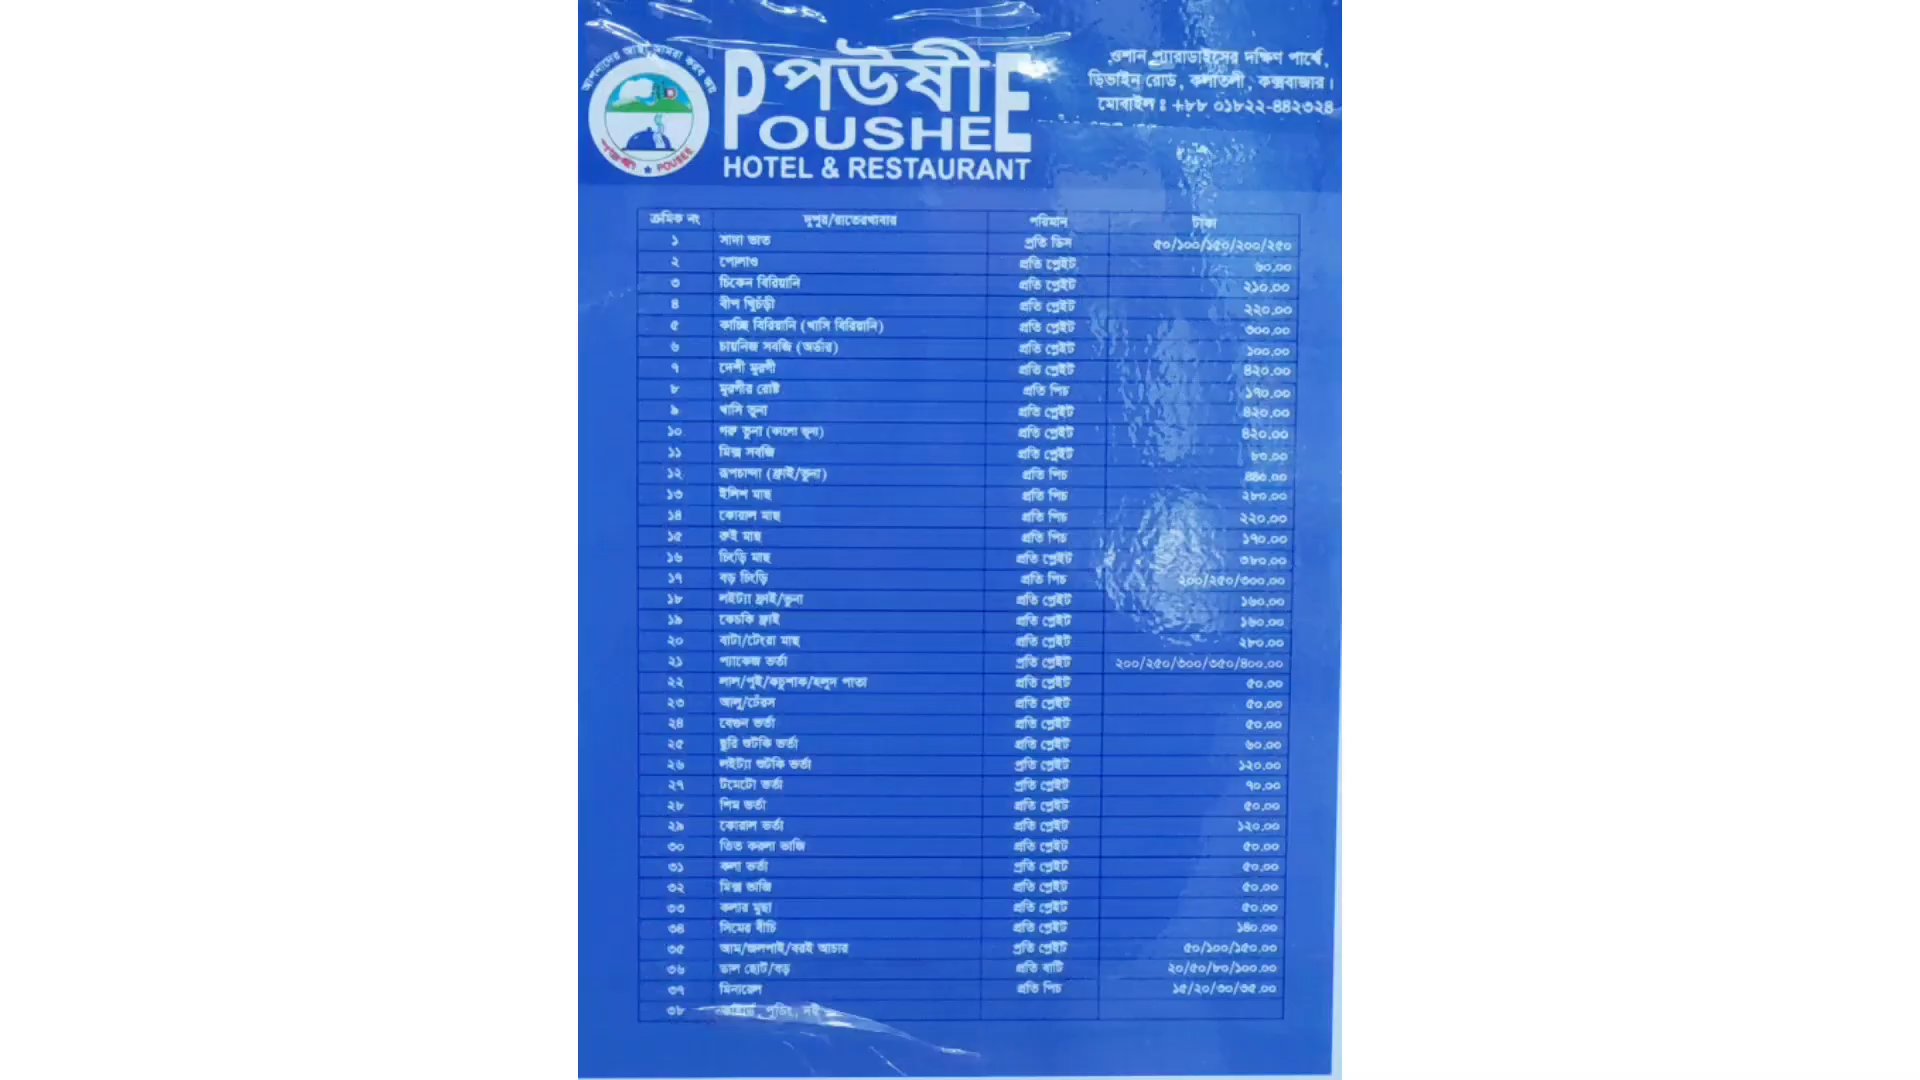 আপনাদের আস্থা আমরা করব জয়
পউষী
POUSHEE
পউষী ★ POUSEE
HOTEL & RESTAURANT
ওশান প্যারাডাইসের দক্ষিণ পার্শ্বে,
ডিভাইন রোড, কলাতলী, কক্সবাজার।
মোবাইল ঃ +৮৮ ০১৮২২-৪৪২৩২৪
ক্রমিক নং দুপুর/রাতেরখাবার পরিমান টাকা
১ সাদা ভাত প্রতি ডিস ৫০/১০০/১৫০/২০০/২৫০
২ পোলাও প্রতি প্লেইট ৬০.০০
৩ চিকেন বিরিয়ানি প্রতি প্লেইট ২১০.০০
৪ বীপ খিুচঁড়ী প্রতি প্লেইট ২২০.০০
৫ কাচ্ছি বিরিয়ানি (খাসি বিরিয়ানি) প্রতি প্লেইট ৩০০.০০
৬ চায়নিজ সবজি (অর্ডার) প্রতি প্লেইট ১০০.০০
৭ দেশী মুরগী প্রতি প্লেইট ৪২০.০০
৮ মুরগীর রোষ্ট প্রতি পিচ ১৭০.০০
৯ খাসি ভুনা প্রতি প্লেইট ৪২০.০০
১০ গরু ভুনা (কালো ভূনা) প্রতি প্লেইট ৪২০.০০
১১ মিক্স সবজি প্রতি প্লেইট ৮০.০০
১২ রূপচান্দা (ফ্রাই/ভুনা) প্রতি পিচ ৪৪০.০০
১৩ ইলিশ মাছ প্রতি পিচ ২৮০.০০
১৪ কোরাল মাছ প্রতি পিচ ২২০.০০
১৫ রুই মাছ প্রতি পিচ ১৭০.০০
১৬ চিংড়ি মাছ প্রতি প্লেইট ৩৮০.০০
১৭ বড় চিংড়ি প্রতি পিচ ২০০/২৫০/৩০০.০০
১৮ লইট্যা ফ্রাই/ভুনা প্রতি প্লেইট ১৬০.০০
১৯ কেচকি ফ্রাই প্রতি প্লেইট ১৬০.০০
২০ বাটা/টেংরা মাছ প্রতি প্লেইট ২৮০.০০
২১ প্যাকেজ ভর্তা প্রতি প্লেইট ২০০/২৫০/৩০০/৩৫০/৪০০.০০
২২ লাল/পুই/কচুশাক/হলুদ পাতা প্রতি প্লেইট ৫০.০০
২৩ আলু/ঢেঁরস প্রতি প্লেইট ৫০.০০
২৪ বেগুন ভর্তা প্রতি প্লেইট ৫০.০০
২৫ ছুরি শুটকি ভর্তা প্রতি প্লেইট ৬০.০০
২৬ লইট্যা শুটকি ভর্তা প্রতি প্লেইট ১২০.০০
২৭ টমেটো ভর্তা প্রতি প্লেইট ৭০.০০
২৮ শিম ভর্তা প্রতি প্লেইট ৫০.০০
২৯ কোরাল ভর্তা প্রতি প্লেইট ১২০.০০
৩০ তিত করলা ভাজি প্রতি প্লেইট ৫০.০০
৩১ কলা ভর্তা প্রতি প্লেইট ৫০.০০
৩২ মিক্স ভাজি প্রতি প্লেইট ৫০.০০
৩৩ কলার মুছা প্রতি প্লেইট ৫০.০০
৩৪ সিমের বীচি প্রতি প্লেইট ১৪০.০০
৩৫ আম/জলপাই/বরই আচার প্রতি প্লেইট ৫০/১০০/১৫০.০০
৩৬ ডাল ছোট/বড় প্রতি বাটি ২০/৫০/৮০/১০০.০০
৩৭ মিনারেল প্রতি পিচ ১৫/২০/৩০/৩৫.০০
৩৮ পুডিং, দই